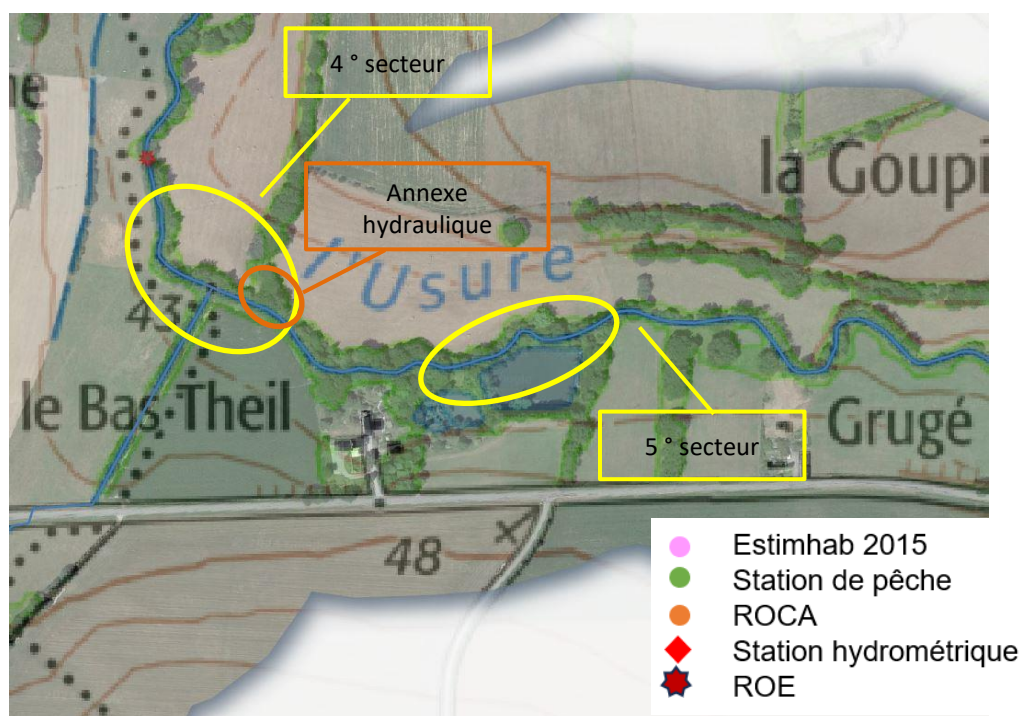 4 ° secteur
Annexe
hydraulique
la Goupi
l'Usure
43
le Bas-Theil
5 ° secteur
Grugé
48
Estimhab 2015
Station de pêche
ROCA
Station hydrométrique
ROE